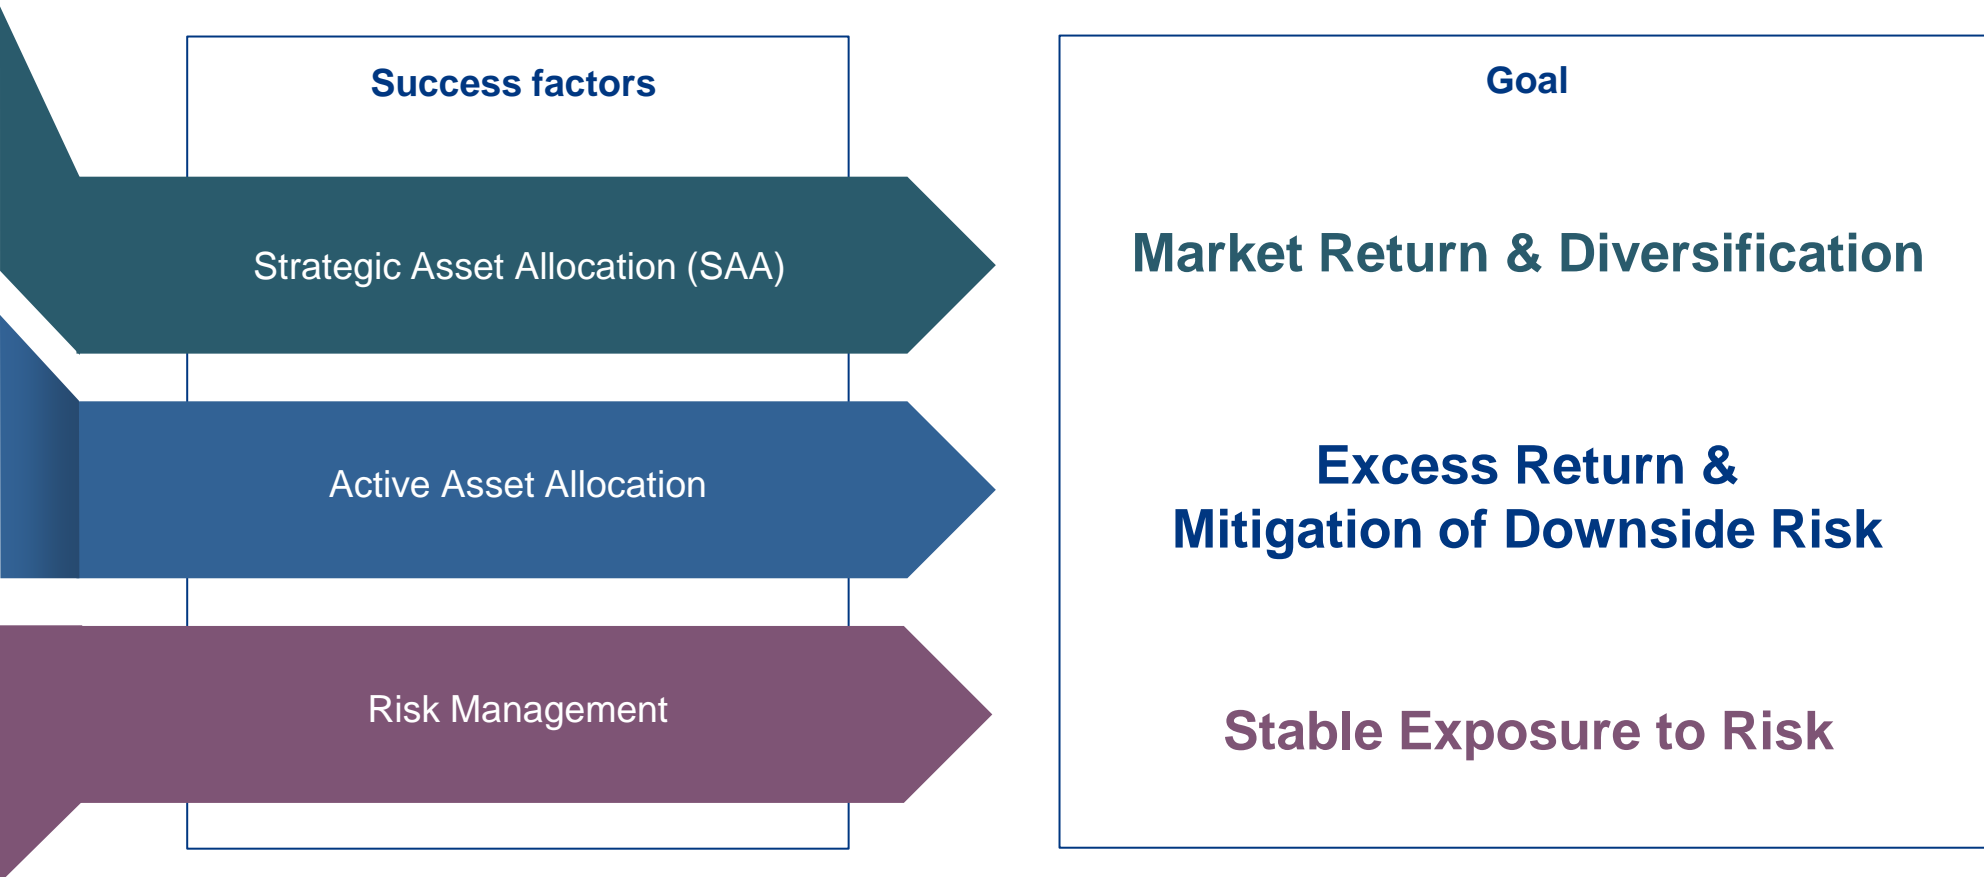 Success factors
Goal
Strategic Asset Allocation (SAA)
Market Return & Diversification
Active Asset Allocation
Excess Return &
Mitigation of Downside Risk
Risk Management
Stable Exposure to Risk